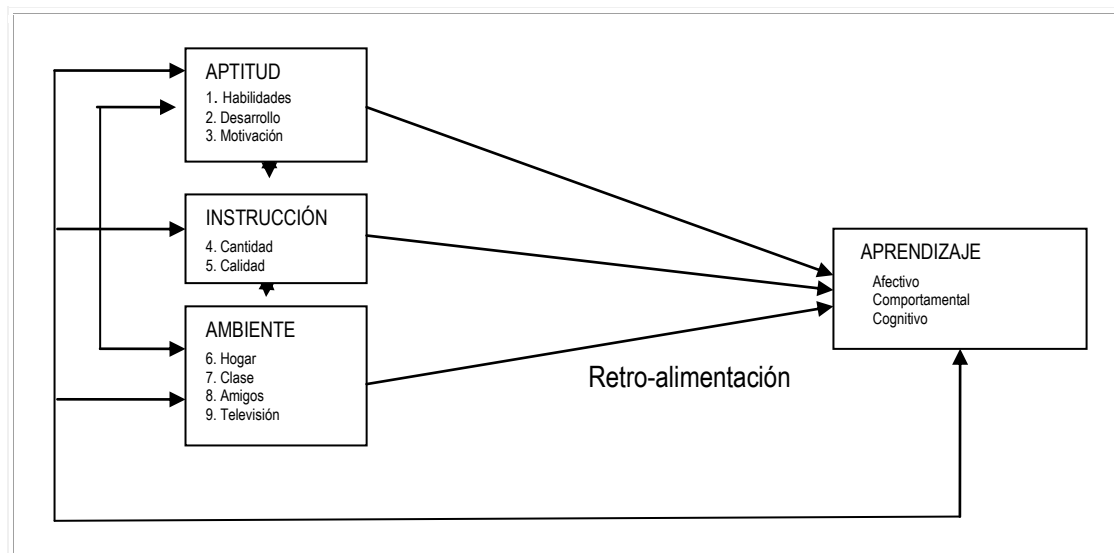 APTITUD
1. Habilidades
2. Desarrollo
3. Motivación
INSTRUCCIÓN
4. Cantidad
5. Calidad
AMBIENTE
6. Hogar
7. Clase
8. Amigos
9. Televisión
APRENDIZAJE
Afectivo
Comportamental
Cognitivo
Retro-alimentación